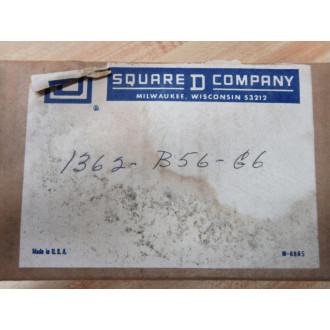 SQUARE D COMPANY
MILWAUKEE, WISCONSIN 53212
®
1362- B56-G6
Made in U.S.A.
M-6865